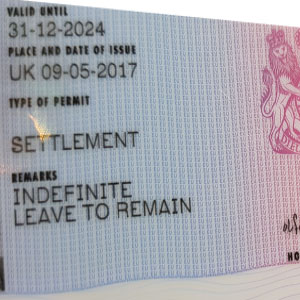 VALID UNTIL
31-12-2024
PLACE AND DATE OF ISSUE
UK 09-05-2017
TYPE OF PERMIT
SETTLEMENT
REMARKS
INDEFINITE
LEAVE TO REMAIN
HO